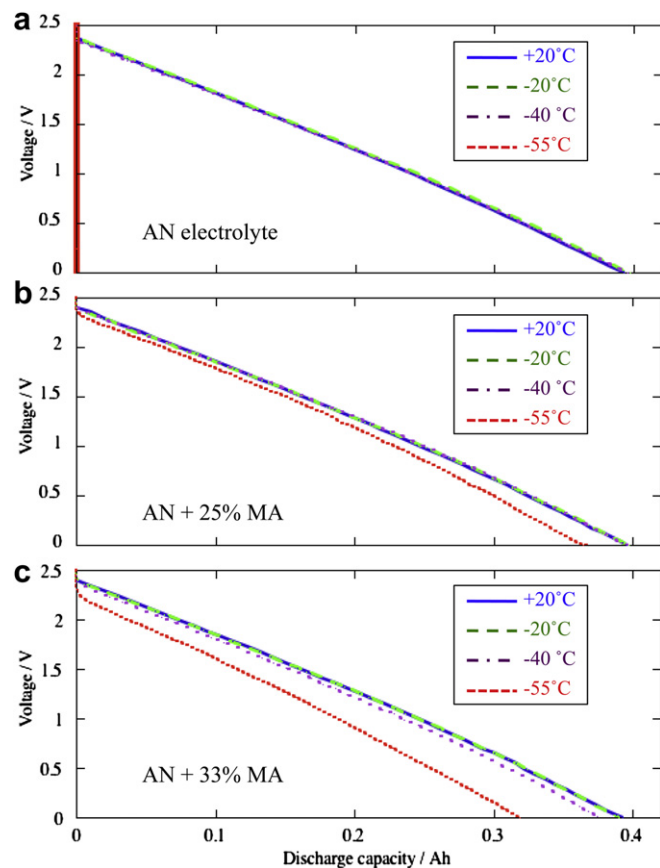 a
2.5
2
1.5
1
0.5
0
Voltage / V
+20˚C
-20˚C
-40 ˚C
-55˚C
AN electrolyte
b
2.5
2
1.5
1
0.5
0
Voltage / V
+20˚C
-20˚C
-40 ˚C
-55˚C
AN + 25% MA
c
2.5
2
1.5
1
0.5
0
Voltage / V
+20˚C
-20˚C
-40 ˚C
-55˚C
AN + 33% MA
0 0.1 0.2 0.3 0.4
Discharge capacity / Ah